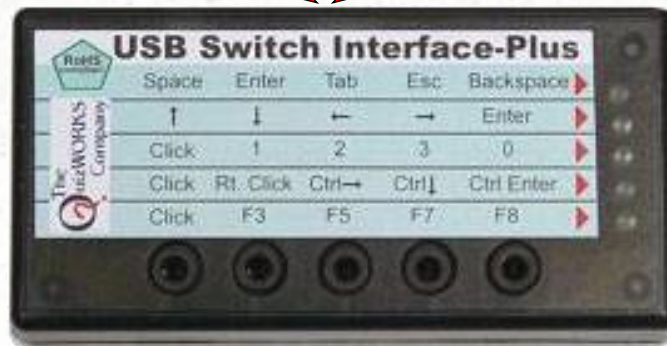 RoHS
USB Switch Interface-Plus
Space Enter Tab Esc Backspace
↑ ↓ ← → Enter
Click 1 2 3 0
Click Rt. Click Ctrl→ Ctrl↓ Ctrl Enter
Click F3 F5 F7 F8
The
QuizWORKS
Company